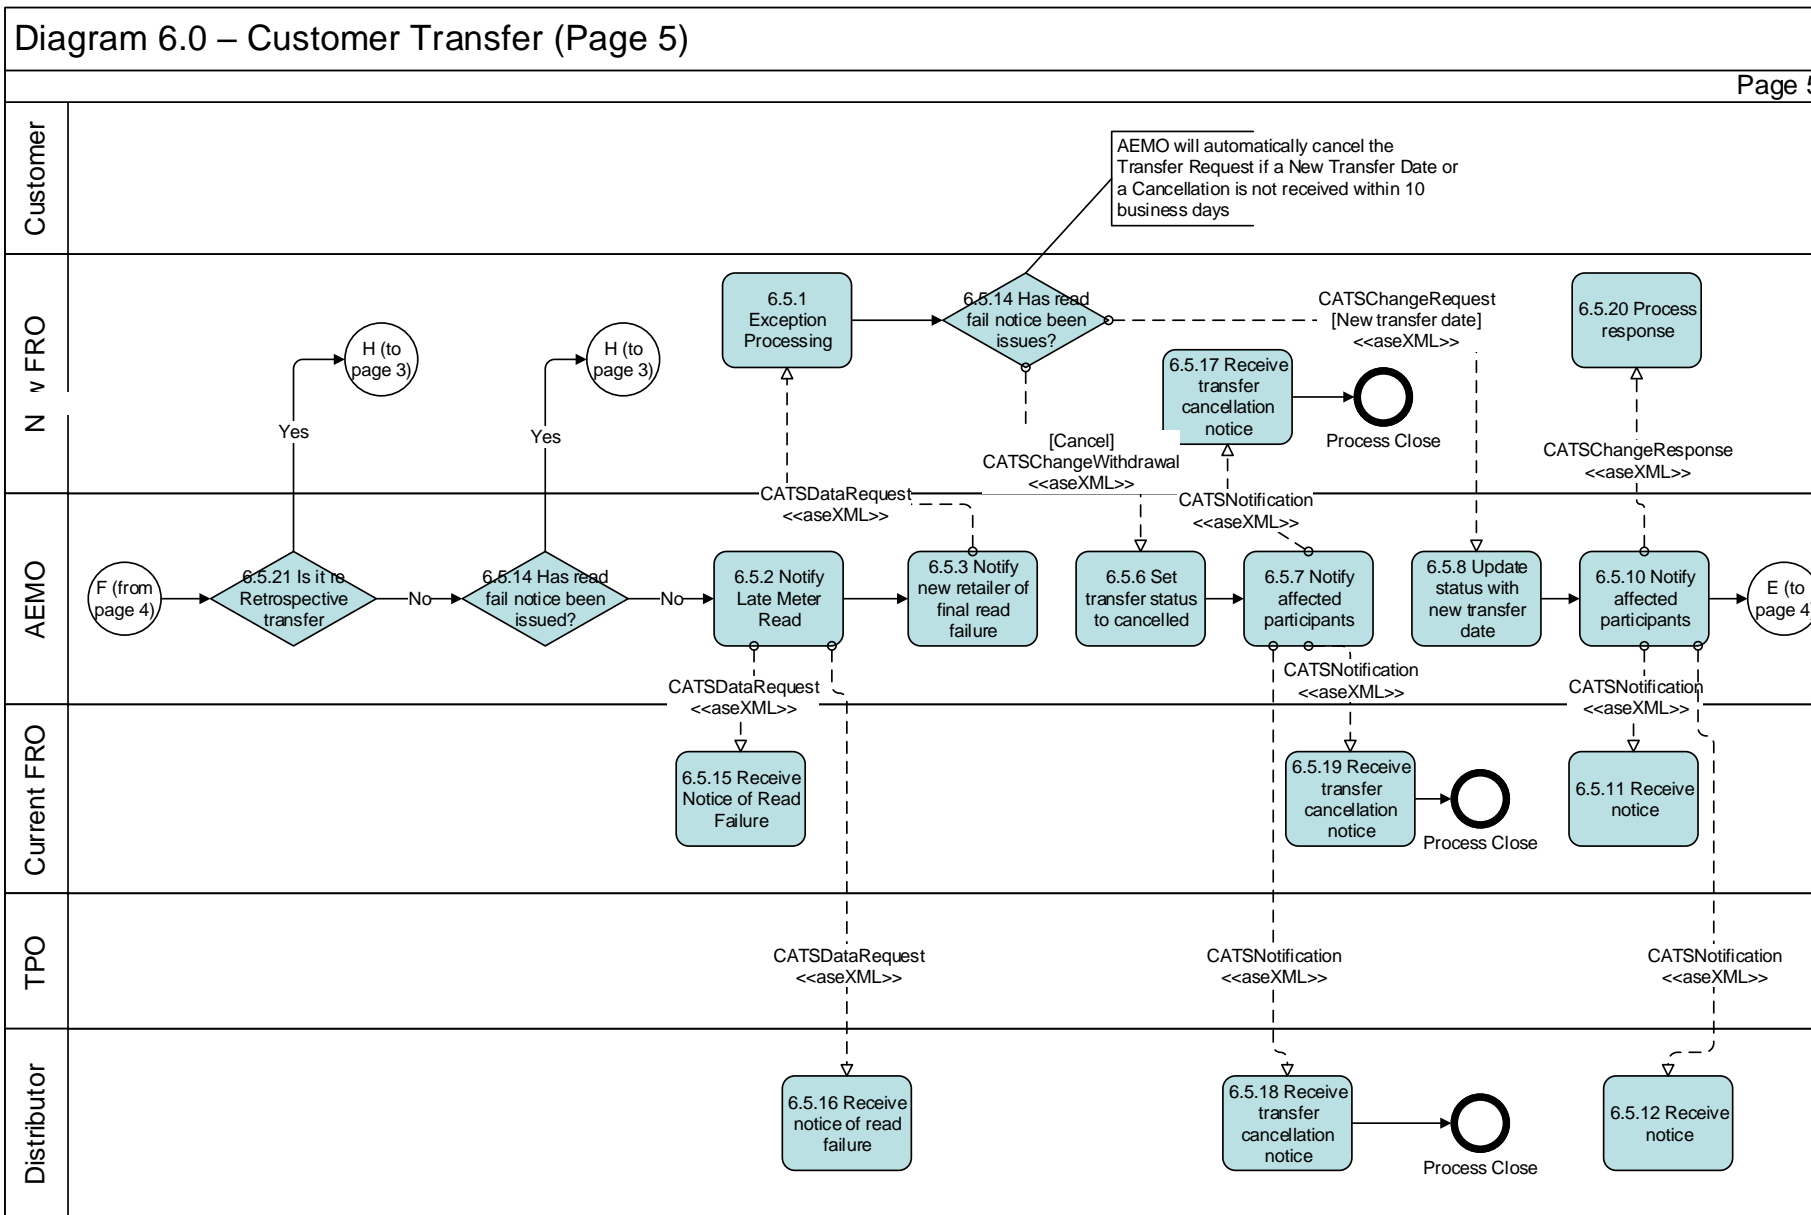 Diagram 6.0 – Customer Transfer (Page 5)
Page 5
Customer
AEMO will automatically cancel the
Transfer Request if a New Transfer Date or
a Cancellation is not received within 10
business days
N w FRO
H (to
page 3)
Yes
H (to
page 3)
Yes
6.5.1
Exception
Processing
6.5.14 Has read
fail notice been
issues?
CATSChangeRequest
[New transfer date]
<<aseXML>>
6.5.17 Receive
transfer
cancellation
notice
Process Close
6.5.20 Process
response
[Cancel]
CATSChangeWithdrawal
<<aseXML>>
CATSChangeResponse
<<aseXML>>
CATSDataRequest
<<aseXML>>
CATSNotification
<<aseXML>>
AEMO
F (from
page 4)
6.5.21 Is it re
Retrospective
transfer
No
6.5.14 Has read
fail notice been
issued?
No
6.5.2 Notify
Late Meter
Read
6.5.3 Notify
new retailer of
final read
failure
6.5.6 Set
transfer status
to cancelled
6.5.7 Notify
affected
participants
6.5.8 Update
status with
new transfer
date
6.5.10 Notify
affected
participants
E (to
page 4)
CATSDataRequest
<<aseXML>>
CATSNotification
<<aseXML>>
CATSNotification
<<aseXML>>
Current FRO
6.5.15 Receive
Notice of Read
Failure
6.5.19 Receive
transfer
cancellation
notice
Process Close
6.5.11 Receive
notice
TPO
CATSDataRequest
<<aseXML>>
CATSNotification
<<aseXML>>
CATSNotification
<<aseXML>>
Distributor
6.5.16 Receive
notice of read
failure
6.5.18 Receive
transfer
cancellation
notice
Process Close
6.5.12 Receive
notice